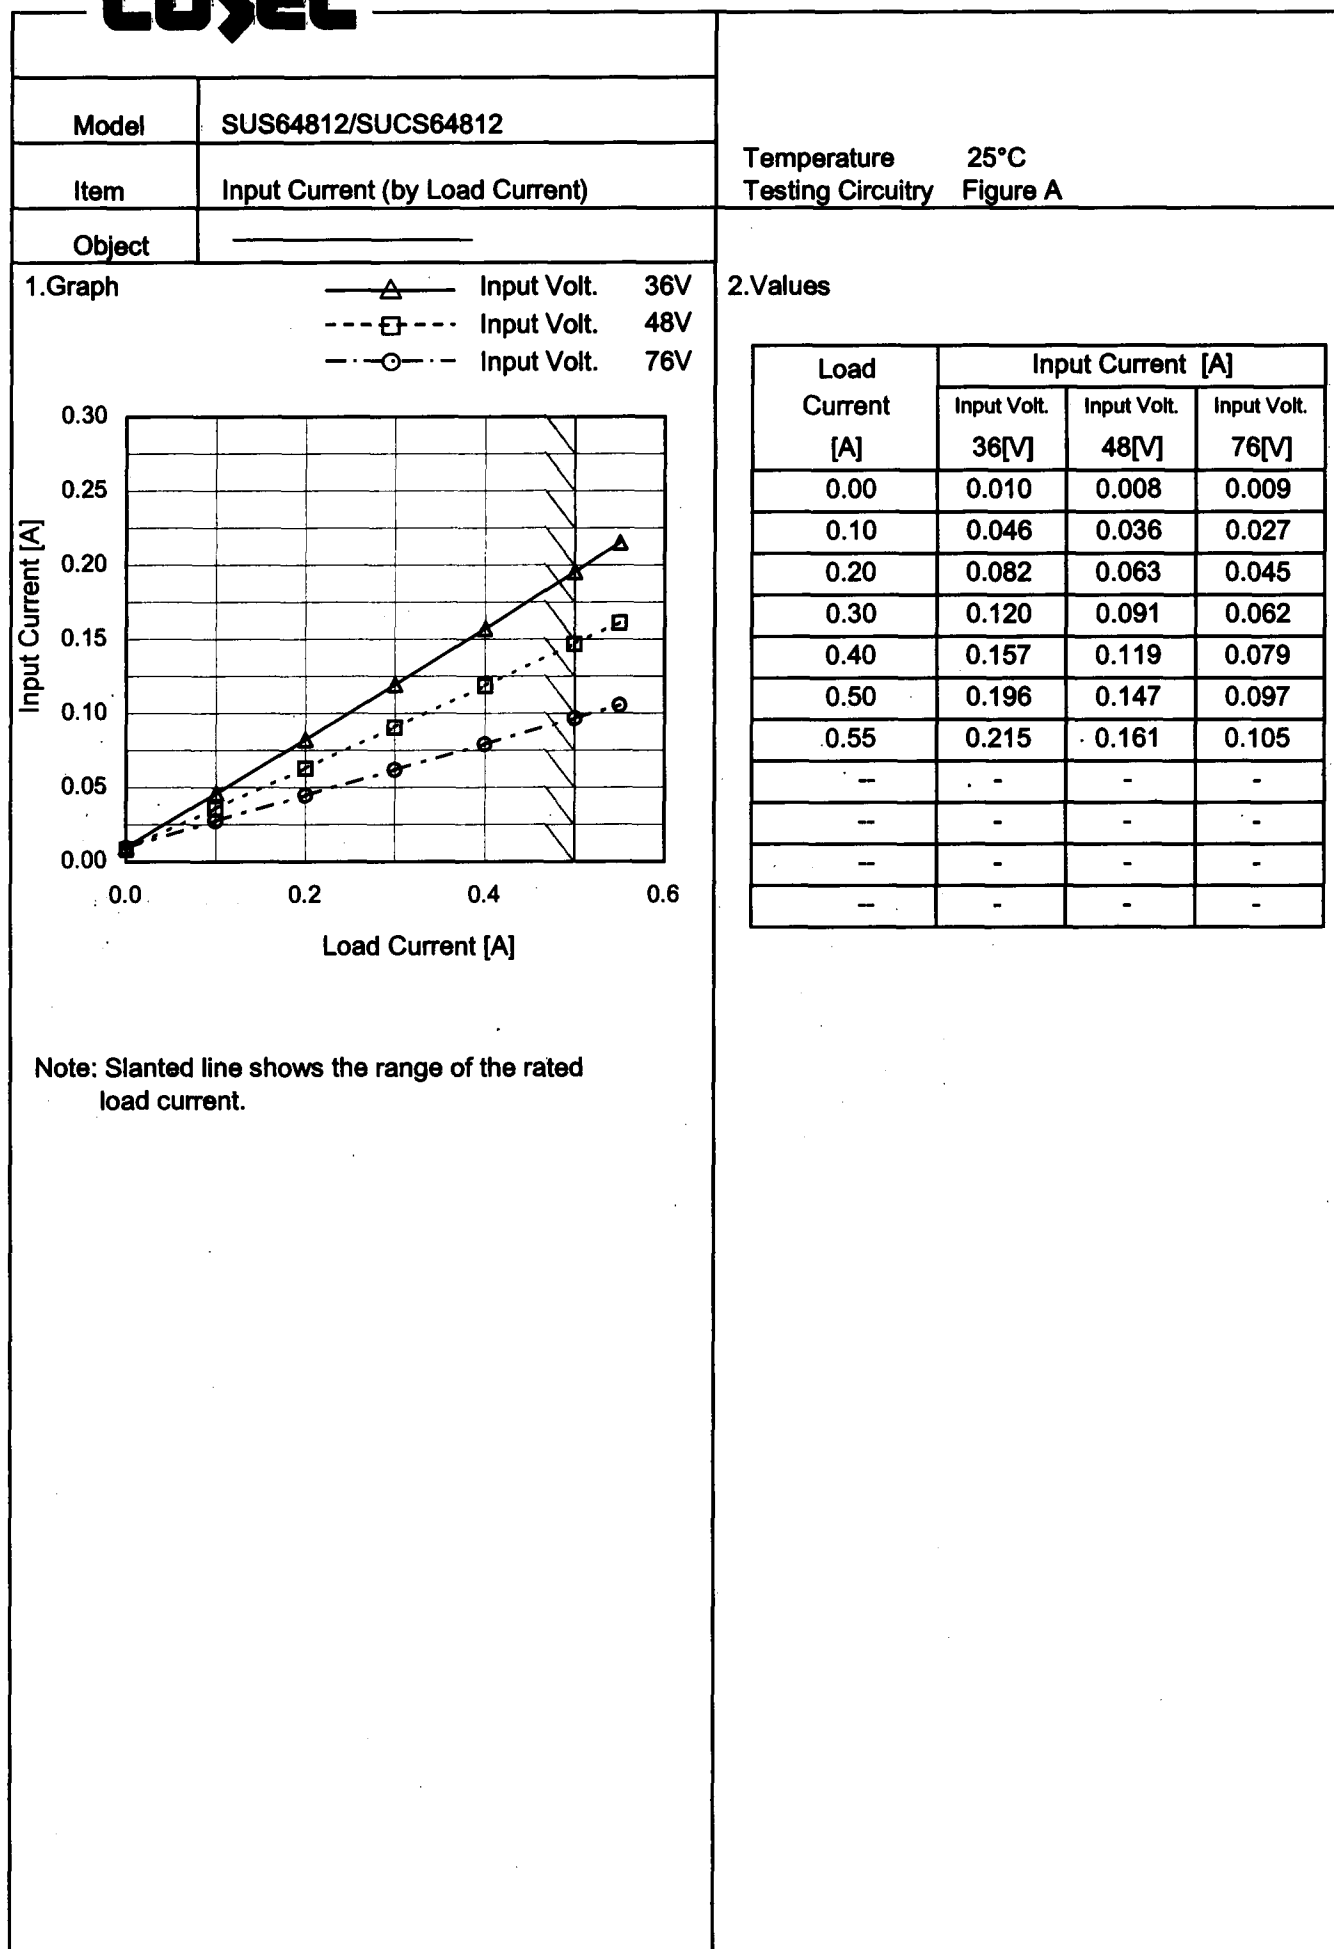 COSEL
Model SUS64812/SUCS64812
Item Input Current (by Load Current)
Temperature 25°C
Testing Circuitry Figure A
Object
1.Graph
Input Volt. 36V
Input Volt. 48V
Input Volt. 76V
0.30
0.25
0.20
0.15
0.10
0.05
0.00
Input Current [A]
0.0 0.2 0.4 0.6
Load Current [A]
Note: Slanted line shows the range of the rated
load current.
2.Values
Load Input Current [A]
Current Input Volt. Input Volt. Input Volt.
[A] 36[V] 48[V] 76[V]
0.00 0.010 0.008 0.009
0.10 0.046 0.036 0.027
0.20 0.082 0.063 0.045
0.30 0.120 0.091 0.062
0.40 0.157 0.119 0.079
0.50 0.196 0.147 0.097
0.55 0.215 0.161 0.105
-- - - -
-- - - -
-- - - -
-- - - -